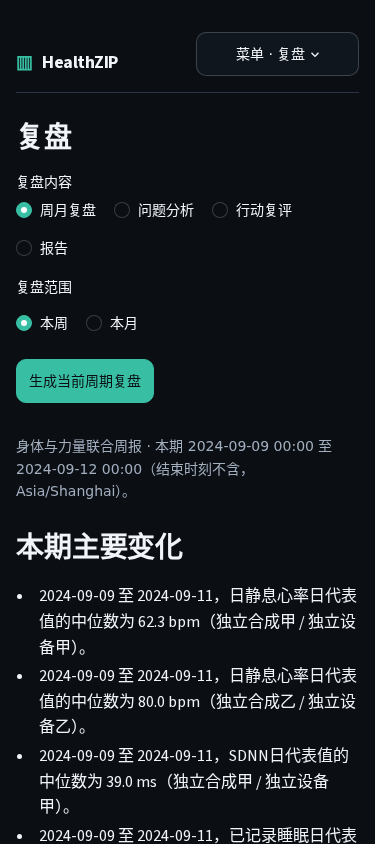 HealthZIP
菜单 · 复盘
复盘
复盘内容
周月复盘 问题分析 行动复评
报告
复盘范围
本周 本月
生成当前周期复盘
身体与力量联合周报 · 本期 2024-09-09 00:00 至
2024-09-12 00:00（结束时刻不含，
Asia/Shanghai）。
本期主要变化
2024-09-09 至 2024-09-11，日静息心率日代表
值的中位数为 62.3 bpm（独立合成甲 / 独立设
备甲）。
2024-09-09 至 2024-09-11，日静息心率日代表
值的中位数为 80.0 bpm（独立合成乙 / 独立设
备乙）。
2024-09-09 至 2024-09-11，SDNN日代表值的
中位数为 39.0 ms（独立合成甲 / 独立设备
甲）。
2024-09-09 至 2024-09-11，已记录睡眠日代表